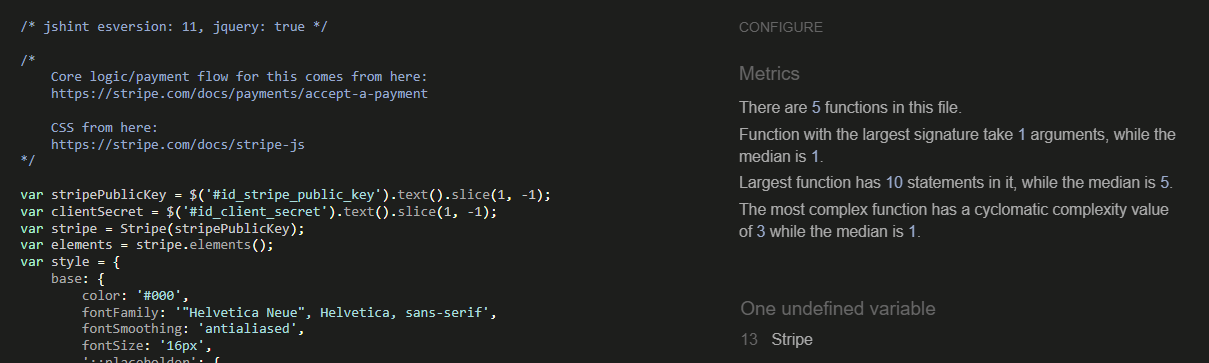 /* jshint esversion: 11, jquery: true */
/*
Core logic/payment flow for this comes from here:
https://stripe.com/docs/payments/accept-a-payment
CSS from here:
https://stripe.com/docs/stripe-js
*/
var stripePublicKey = $('#id_stripe_public_key').text().slice(1, -1);
var clientSecret = $('#id_client_secret').text().slice(1, -1);
var stripe = Stripe(stripePublicKey);
var elements = stripe.elements();
var style = {
base: {
color: '#000',
fontFamily: '"Helvetica Neue", Helvetica, sans-serif',
fontSmoothing: 'antialiased',
fontSize: '16px',
'::placeholder': {
CONFIGURE
Metrics
There are 5 functions in this file.
Function with the largest signature take 1 arguments, while the
median is 1.
Largest function has 10 statements in it, while the median is 5.
The most complex function has a cyclomatic complexity value
of 3 while the median is 1.
One undefined variable
13 Stripe